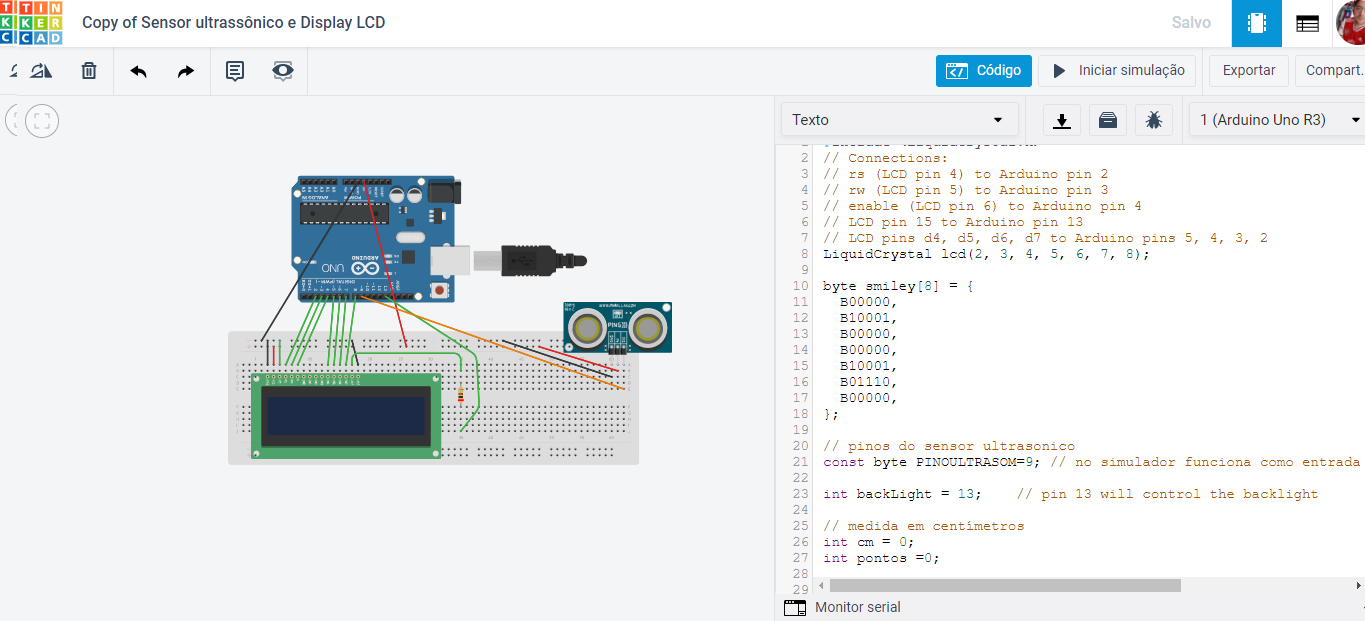 TIN
KER
CAD
Copy of Sensor ultrassônico e Display LCD
Salvo
Código
Iniciar simulação
Exportar
Compart.
Texto
1 (Arduino Uno R3)
2 // Connections:
3 // rs (LCD pin 4) to Arduino pin 2
4 // rw (LCD pin 5) to Arduino pin 3
5 // enable (LCD pin 6) to Arduino pin 4
6 // LCD pin 15 to Arduino pin 13
7 // LCD pins d4, d5, d6, d7 to Arduino pins 5, 4, 3, 2
8 LiquidCrystal lcd(2, 3, 4, 5, 6, 7, 8);
9
10 byte smiley[8] = {
11 B00000,
12 B10001,
13 B00000,
14 B00000,
15 B10001,
16 B01110,
17 B00000,
18 };
19
20 // pinos do sensor ultrasonico
21 const byte PINOULTRASOM=9; // no simulador funciona como entrada
22
23 int backLight = 13; // pin 13 will control the backlight
24
25 // medida em centímetros
26 int cm = 0;
27 int pontos =0;
28
29
Monitor serial
UNO
ARDUINO
DIGITAL (PWM~)
POWER
ANALOG IN
PING)))